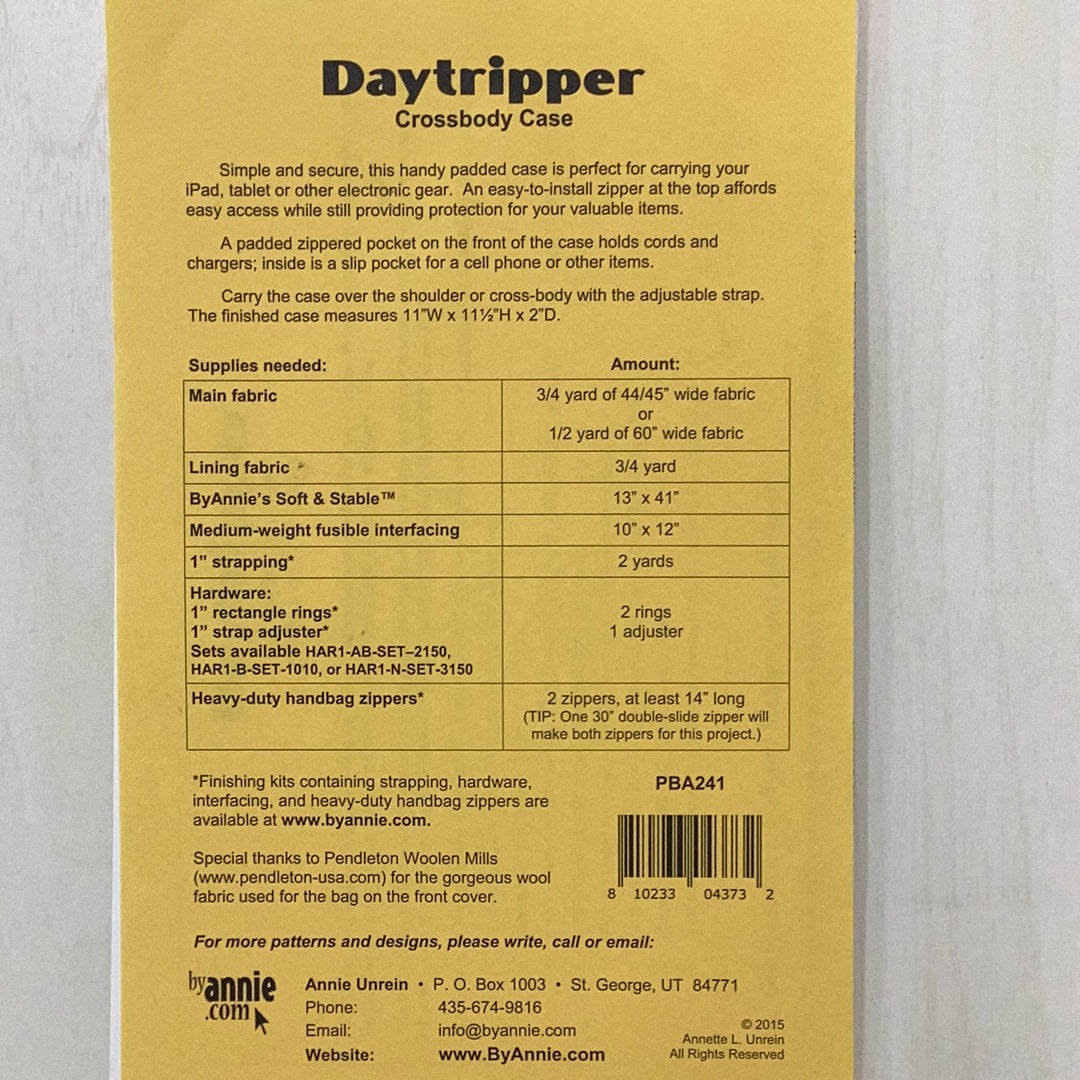 Daytripper
Crossbody Case
Simple and secure, this handy padded case is perfect for carrying your
iPad, tablet or other electronic gear.  An easy-to-install zipper at the top affords
easy access while still providing protection for your valuable items.
A padded zippered pocket on the front of the case holds cords and
chargers; inside is a slip pocket for a cell phone or other items.
Carry the case over the shoulder or cross-body with the adjustable strap.
The finished case measures 11”W x 11½”H x 2”D.
Supplies needed: Amount:
Main fabric 3/4 yard of 44/45” wide fabric
or
1/2 yard of 60” wide fabric
Lining fabric 3/4 yard
ByAnnie’s Soft & Stable™ 13” x 41”
Medium-weight fusible interfacing 10” x 12”
1” strapping* 2 yards
Hardware:
1” rectangle rings* 2 rings
1” strap adjuster* 1 adjuster
Sets available HAR1-AB-SET–2150,
HAR1-B-SET-1010, or HAR1-N-SET-3150
Heavy-duty handbag zippers* 2 zippers, at least 14” long
(TIP: One 30” double-slide zipper will
make both zippers for this project.)
*Finishing kits containing strapping, hardware,
interfacing, and heavy-duty handbag zippers are
available at www.byannie.com.
PBA241
Special thanks to Pendleton Woolen Mills
(www.pendleton-usa.com) for the gorgeous wool
fabric used for the bag on the front cover.
8 10233 04373 2
For more patterns and designs, please write, call or email:
by annie
.com
Annie Unrein • P. O. Box 1003 • St. George, UT 84771
Phone: 435-674-9816
Email: info@byannie.com
Website: www.ByAnnie.com
© 2015
Annette L. Unrein
All Rights Reserved